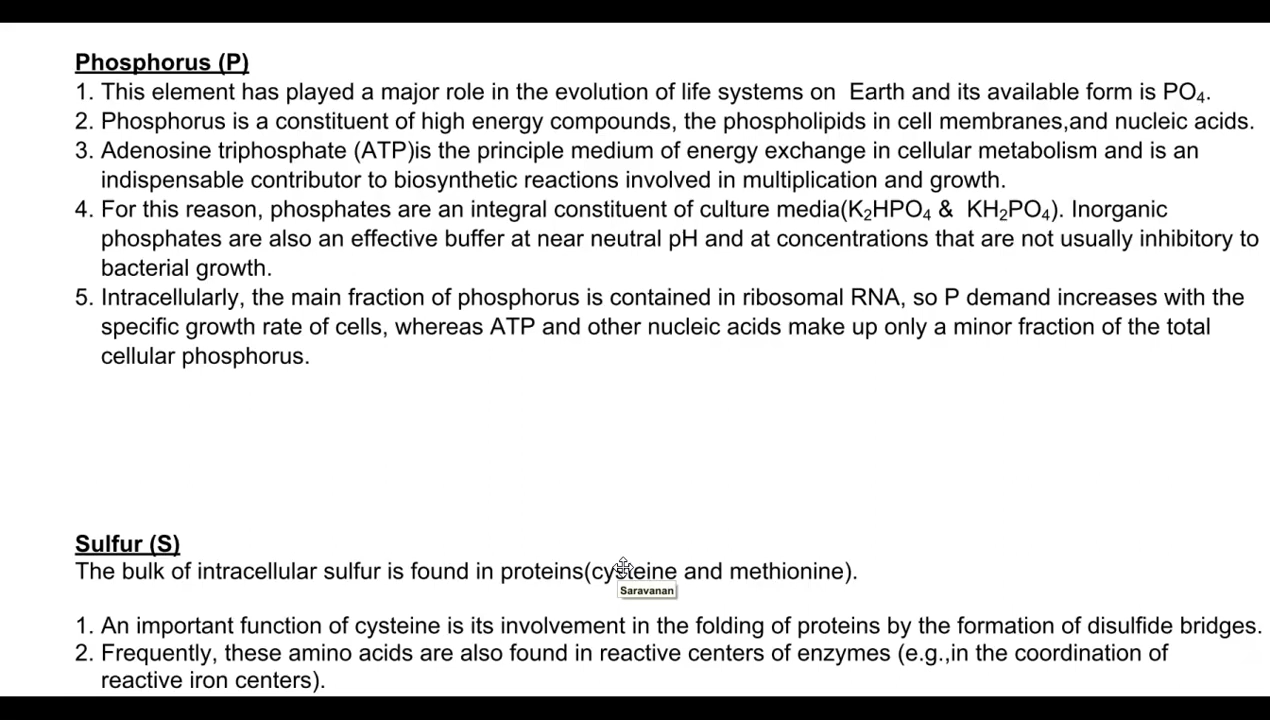 Phosphorus (P)
1. This element has played a major role in the evolution of life systems on  Earth and its available form is PO₄.
2. Phosphorus is a constituent of high energy compounds, the phospholipids in cell membranes,and nucleic acids.
3. Adenosine triphosphate (ATP)is the principle medium of energy exchange in cellular metabolism and is an
indispensable contributor to biosynthetic reactions involved in multiplication and growth.
4. For this reason, phosphates are an integral constituent of culture media(K₂HPO₄ &  KH₂PO₄). Inorganic
phosphates are also an effective buffer at near neutral pH and at concentrations that are not usually inhibitory to
bacterial growth.
5. Intracellularly, the main fraction of phosphorus is contained in ribosomal RNA, so P demand increases with the
specific growth rate of cells, whereas ATP and other nucleic acids make up only a minor fraction of the total
cellular phosphorus.
Sulfur (S)
The bulk of intracellular sulfur is found in proteins(cysteine and methionine).
Saravanan
1. An important function of cysteine is its involvement in the folding of proteins by the formation of disulfide bridges.
2. Frequently, these amino acids are also found in reactive centers of enzymes (e.g.,in the coordination of
reactive iron centers).